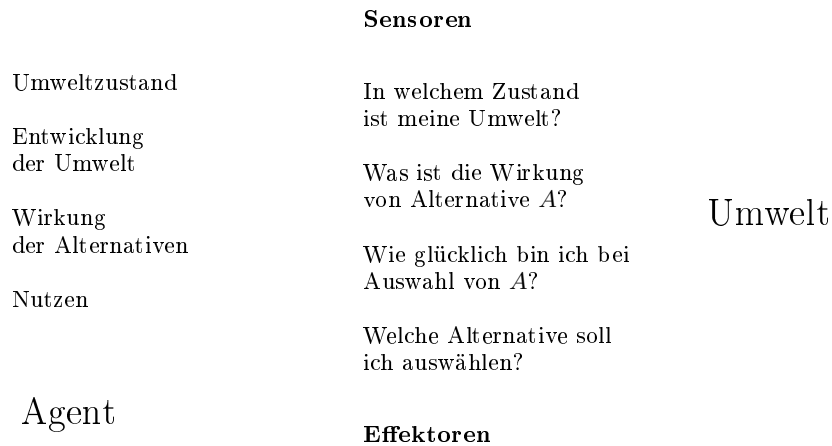 Sensoren
Umweltzustand
Entwicklung
der Umwelt
Wirkung
der Alternativen
Nutzen
In welchem Zustand
ist meine Umwelt?
Was ist die Wirkung
von Alternative A?
Wie glücklich bin ich bei
Auswahl von A?
Welche Alternative soll
ich auswählen?
Umwelt
Agent
Effektoren